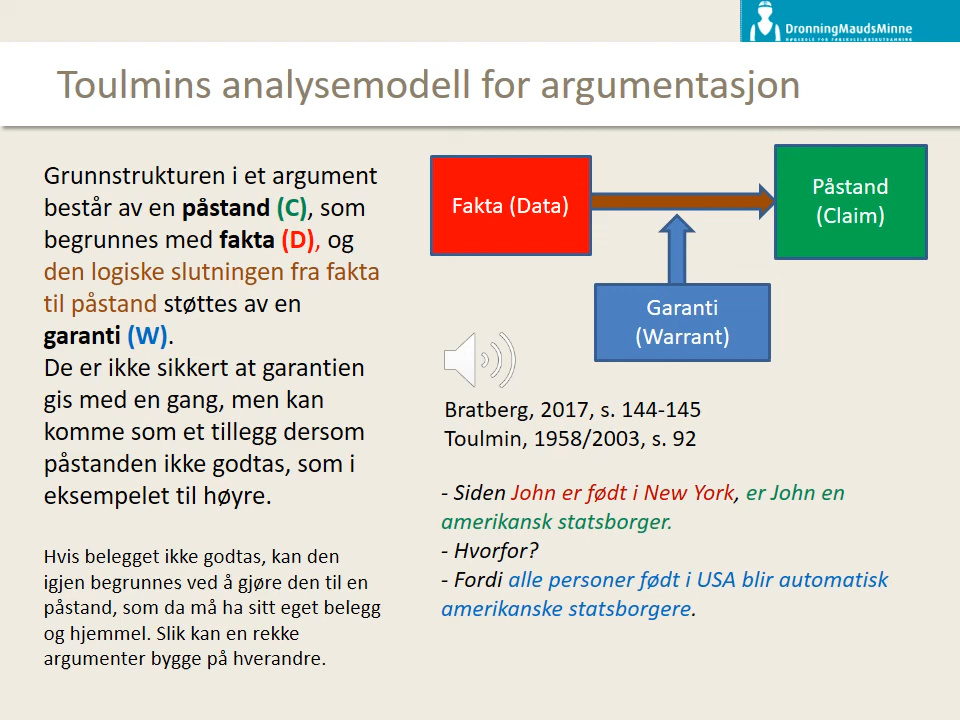 DronningMaudsMinne
HØGSKOLE FOR FØRSKOLELÆRERUTDANNING
Toulmins analysemodell for argumentasjon
Grunnstrukturen i et argument
består av en påstand (C), som
begrunnes med fakta (D), og
den logiske slutningen fra fakta
til påstand støttes av en
garanti (W).
De er ikke sikkert at garantien
gis med en gang, men kan
komme som et tillegg dersom
påstanden ikke godtas, som i
eksempelet til høyre.
Hvis belegget ikke godtas, kan den
igjen begrunnes ved å gjøre den til en
påstand, som da må ha sitt eget belegg
og hjemmel. Slik kan en rekke
argumenter bygge på hverandre.
Fakta (Data)
Påstand
(Claim)
Garanti
(Warrant)
Bratberg, 2017, s. 144-145
Toulmin, 1958/2003, s. 92
- Siden John er født i New York, er John en
amerikansk statsborger.
- Hvorfor?
- Fordi alle personer født i USA blir automatisk
amerikanske statsborgere.